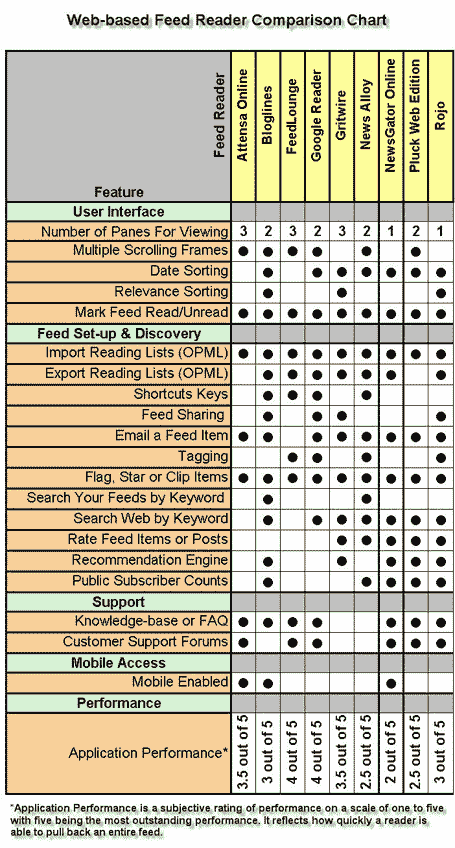 Web-based Feed Reader Comparison Chart
Feed Reader
Feature
Attensa Online
Bloglines
FeedLounge
Google Reader
Gritwire
News Alloy
NewsGator Online
Pluck Web Edition
Rojo
User Interface
Number of Panes For Viewing 3 2 3 2 3 2 1 2 1
Multiple Scrolling Frames
Date Sorting
Relevance Sorting
Mark Feed Read/Unread
Feed Set-up & Discovery
Import Reading Lists (OPML)
Export Reading Lists (OPML)
Shortcuts Keys
Feed Sharing
Email a Feed Item
Tagging
Flag, Star or Clip Items
Search Your Feeds by Keyword
Search Web by Keyword
Rate Feed Items or Posts
Recommendation Engine
Public Subscriber Counts
Support
Knowledge-base or FAQ
Customer Support Forums
Mobile Access
Mobile Enabled
Performance
Application Performance*
3.5 out of 5
3 out of 5
4 out of 5
4 out of 5
3.5 out of 5
2.5 out of 5
2 out of 5
2.5 out of 5
3 out of 5
*Application Performance is a subjective rating of performance on a scale of one to five
with five being the most outstanding performance. It reflects how quickly a reader is
able to pull back an entire feed.